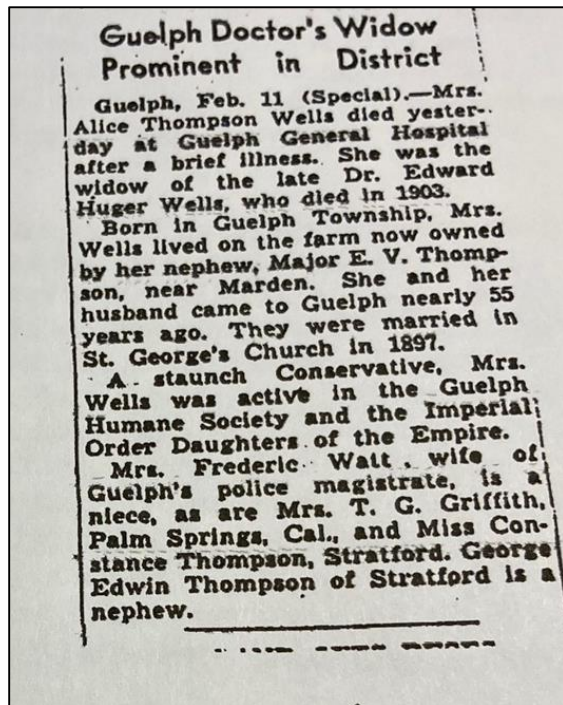 Guelph Doctor's Widow
Prominent in District
Guelph, Feb. 11 (Special).—Mrs.
Alice Thompson Wells died yester-
day at Guelph General Hospital
after a brief illness. She was the
widow of the late Dr. Edward
Huger Wells, who died in 1903.
Born in Guelph Township, Mrs.
Wells lived on the farm now owned
by her nephew, Major E. V. Thomp-
son, near Marden. She and her
husband came to Guelph nearly 55
years ago. They were married in
St. George's Church in 1897.
A staunch Conservative, Mrs.
Wells was active in the Guelph
Humane Society and the Imperial
Order Daughters of the Empire.
Mrs. Frederic Watt, wife of
Guelph's police magistrate, is a
niece, as are Mrs. T. G. Griffith,
Palm Springs, Cal., and Miss Con-
stance Thompson, Stratford. George
Edwin Thompson of Stratford is a
nephew.